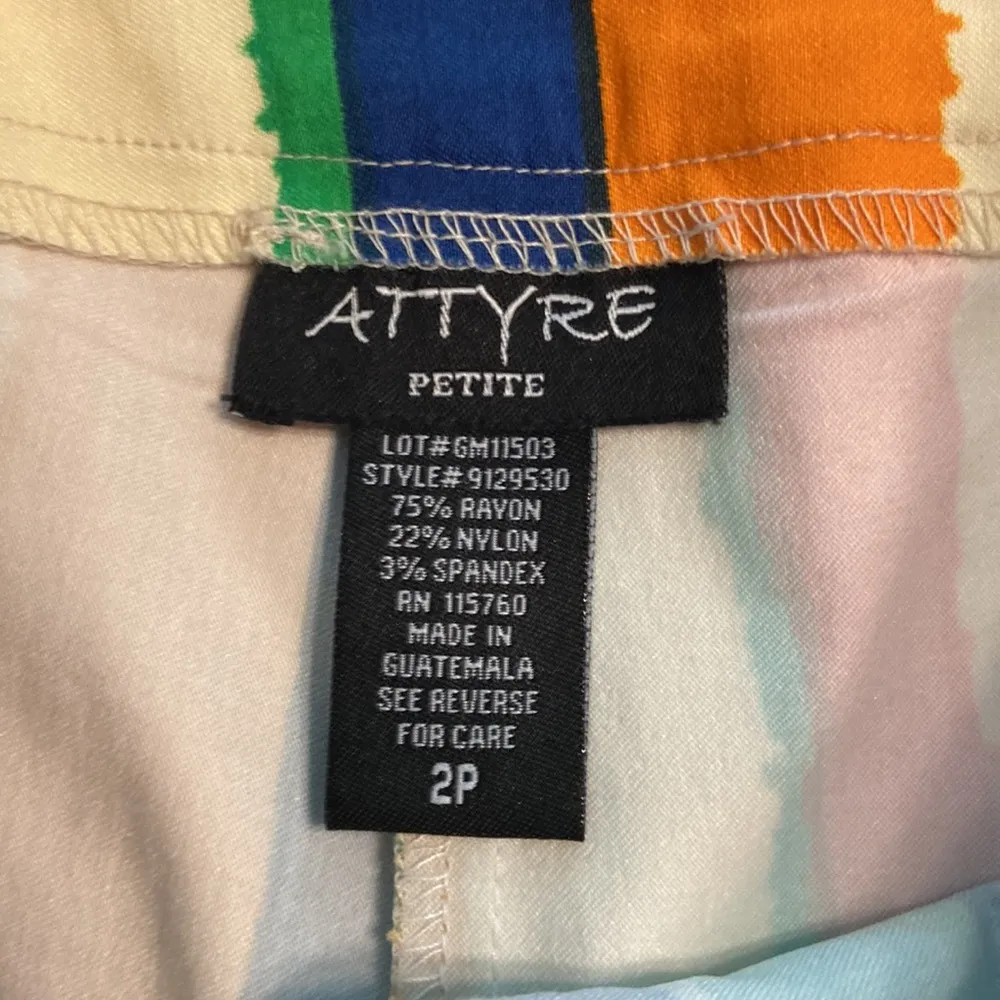 ATTYRE
PETITE
LOT#GM11503
STYLE#9129530
75% RAYON
22% NYLON
3% SPANDEX
RN 115760
MADE IN
GUATEMALA
SEE REVERSE
FOR CARE
2P